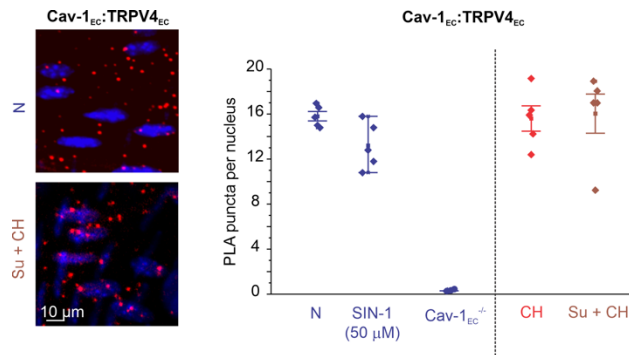 Cav-1EC:TRPV4EC
N
Su + CH
10 μm
Cav-1EC:TRPV4EC
PLA puncta per nucleus
20
16
12
8
4
0
N
SIN-1
(50 μM)
Cav-1EC-/-
CH
Su + CH